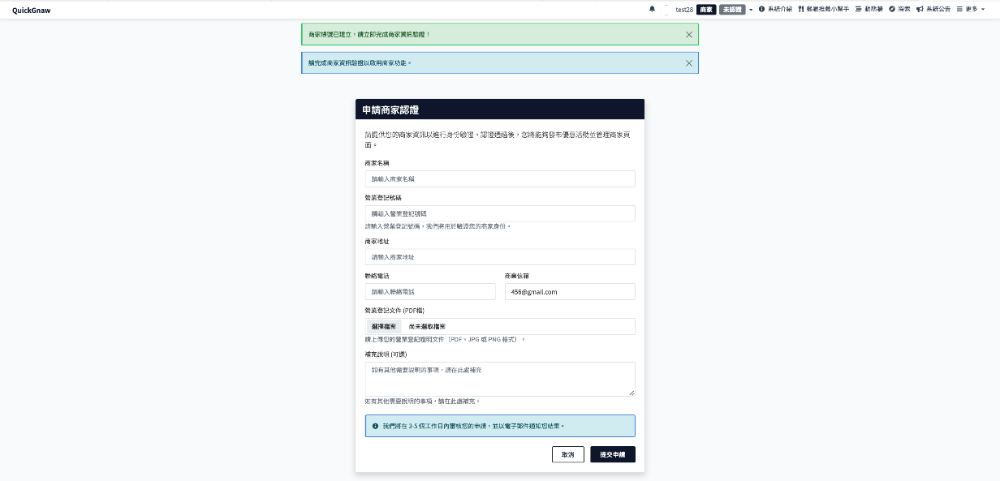 QuickGnaw
test28 商家 未認證 系統介紹 餐廳推薦小幫手 動態牆 探索 系統公告 更多
商家帳號已建立，請立即完成商家資訊驗證！
請完成商家資訊驗證以啟用商家功能。
申請商家認證
請提供您的商家資訊以進行身份驗證。認證通過後，您將能夠發布優惠活動並管理商家頁
面。
商家名稱
請輸入商家名稱
營業登記號碼
請輸入營業登記號碼
請輸入營業登記號碼，我們將用於驗證您的商家身份。
商家地址
請輸入商家地址
聯絡電話 商業信箱
請輸入聯絡電話 456@gmail.com
營業登記文件 (PDF檔)
選擇檔案 尚未選取檔案
請上傳您的營業登記證明文件（PDF、JPG 或 PNG 格式）。
補充說明 (可選)
如有其他需要說明的事項，請在此處補充
如有其他需要說明的事項，請在此處補充。
我們將在 3-5 個工作日內審核您的申請，並以電子郵件通知您結果。
取消 提交申請